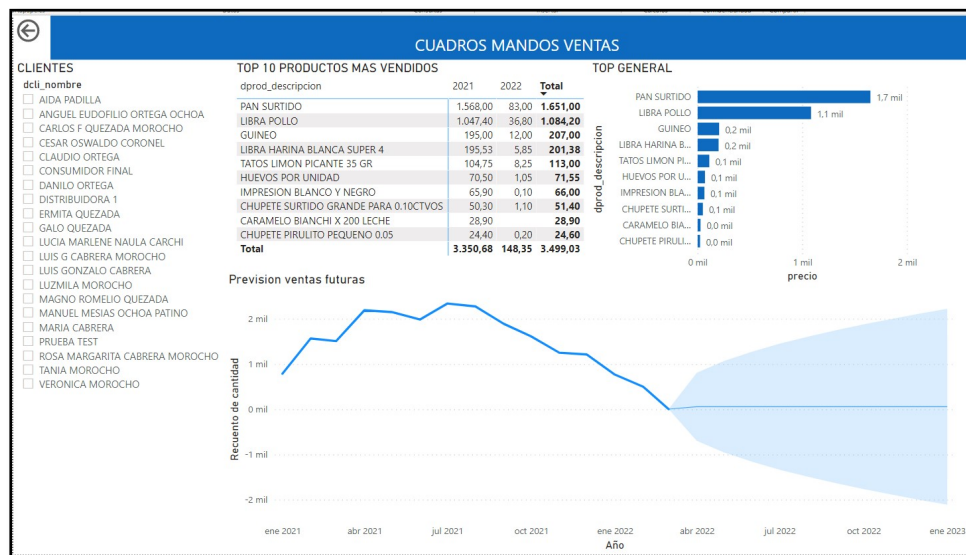 CUADROS MANDOS VENTAS
CLIENTES
dcli_nombre
AIDA PADILLA
ANGUEL EUDOFILIO ORTEGA OCHOA
CARLOS F QUEZADA MOROCHO
CESAR OSWALDO CORONEL
CLAUDIO ORTEGA
CONSUMIDOR FINAL
DANILO ORTEGA
DISTRIBUIDORA 1
ERMITA QUEZADA
GALO QUEZADA
LUCIA MARLENE NAULA CARCHI
LUIS G CABRERA MOROCHO
LUIS GONZALO CABRERA
LUZMILA MOROCHO
MAGNO ROMELIO QUEZADA
MANUEL MESIAS OCHOA PATINO
MARIA CABRERA
PRUEBA TEST
ROSA MARGARITA CABRERA MOROCHO
TANIA MOROCHO
VERONICA MOROCHO
TOP 10 PRODUCTOS MAS VENDIDOS
dprod_descripcion 2021 2022 Total
PAN SURTIDO 1.568,00 83,00 1.651,00
LIBRA POLLO 1.047,40 36,80 1.084,20
GUINEO 195,00 12,00 207,00
LIBRA HARINA BLANCA SUPER 4 195,53 5,85 201,38
TATOS LIMON PICANTE 35 GR 104,75 8,25 113,00
HUEVOS POR UNIDAD 70,50 1,05 71,55
IMPRESION BLANCO Y NEGRO 65,90 0,10 66,00
CHUPETE SURTIDO GRANDE PARA 0.10CTVOS 50,30 1,10 51,40
CARAMELO BIANCHI X 200 LECHE 28,90 28,90
CHUPETE PIRULITO PEQUENO 0.05 24,40 0,20 24,60
Total 3.350,68 148,35 3.499,03
TOP GENERAL
dprod_descripcion
PAN SURTIDO 1,7 mil
LIBRA POLLO 1,1 mil
GUINEO 0,2 mil
LIBRA HARINA B... 0,2 mil
TATOS LIMON PI... 0,1 mil
HUEVOS POR U... 0,1 mil
IMPRESION BLA... 0,1 mil
CHUPETE SURTI... 0,1 mil
CARAMELO BIA... 0,0 mil
CHUPETE PIRULI... 0,0 mil
0 mil 1 mil 2 mil
precio
Prevision ventas futuras
Recuento de cantidad
2 mil
1 mil
0 mil
-1 mil
-2 mil
ene 2021 abr 2021 jul 2021 oct 2021 ene 2022 abr 2022 jul 2022 oct 2022 ene 2023
Año